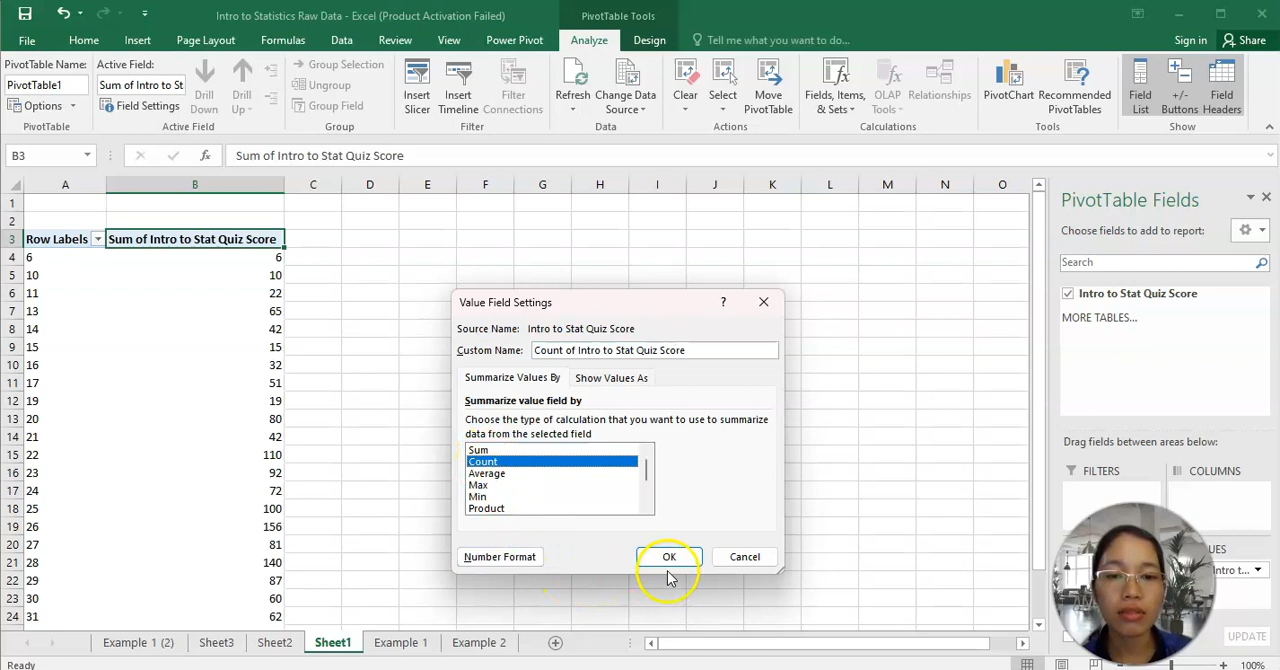 Intro to Statistics Raw Data - Excel (Product Activation Failed)
PivotTable Tools
File Home Insert Page Layout Formulas Data Review View Power Pivot Analyze Design Tell me what you want to do... Sign in Share
PivotTable Name:
PivotTable1
Options
PivotTable
Active Field:
Sum of Intro to St
Field Settings
Drill Down
Drill Up
Active Field
Group Selection
Ungroup
Group Field
Group
Insert Slicer
Insert Timeline
Filter Connections
Filter
Refresh
Change Data Source
Data
Clear
Select
Move PivotTable
Actions
Fields, Items, & Sets
OLAP Tools
Relationships
Calculations
PivotChart
Recommended PivotTables
Tools
Field List
+/- Buttons
Field Headers
Show
B3
fx
Sum of Intro to Stat Quiz Score
A B C D E F G H I J K L M N O
1
2
3 Row Labels Sum of Intro to Stat Quiz Score
4 6 6
5 10 10
6 11 22
7 13 65
8 14 42
9 15 15
10 16 32
11 17 51
12 19 19
13 20 80
14 21 42
15 22 110
16 23 92
17 24 72
18 25 100
19 26 156
20 27 81
21 28 140
22 29 87
23 30 60
24 31 62
Value Field Settings
?
Source Name: Intro to Stat Quiz Score
Custom Name: Count of Intro to Stat Quiz Score
Summarize Values By Show Values As
Summarize value field by
Choose the type of calculation that you want to use to summarize
data from the selected field
Sum
Count
Average
Max
Min
Product
Number Format OK Cancel
PivotTable Fields
Choose fields to add to report:
Search
Intro to Stat Quiz Score
MORE TABLES...
Drag fields between areas below:
FILTERS COLUMNS
UES
Intro t...
UPDATE
Example 1 (2) Sheet3 Sheet2 Sheet1 Example 1 Example 2
Ready
100%